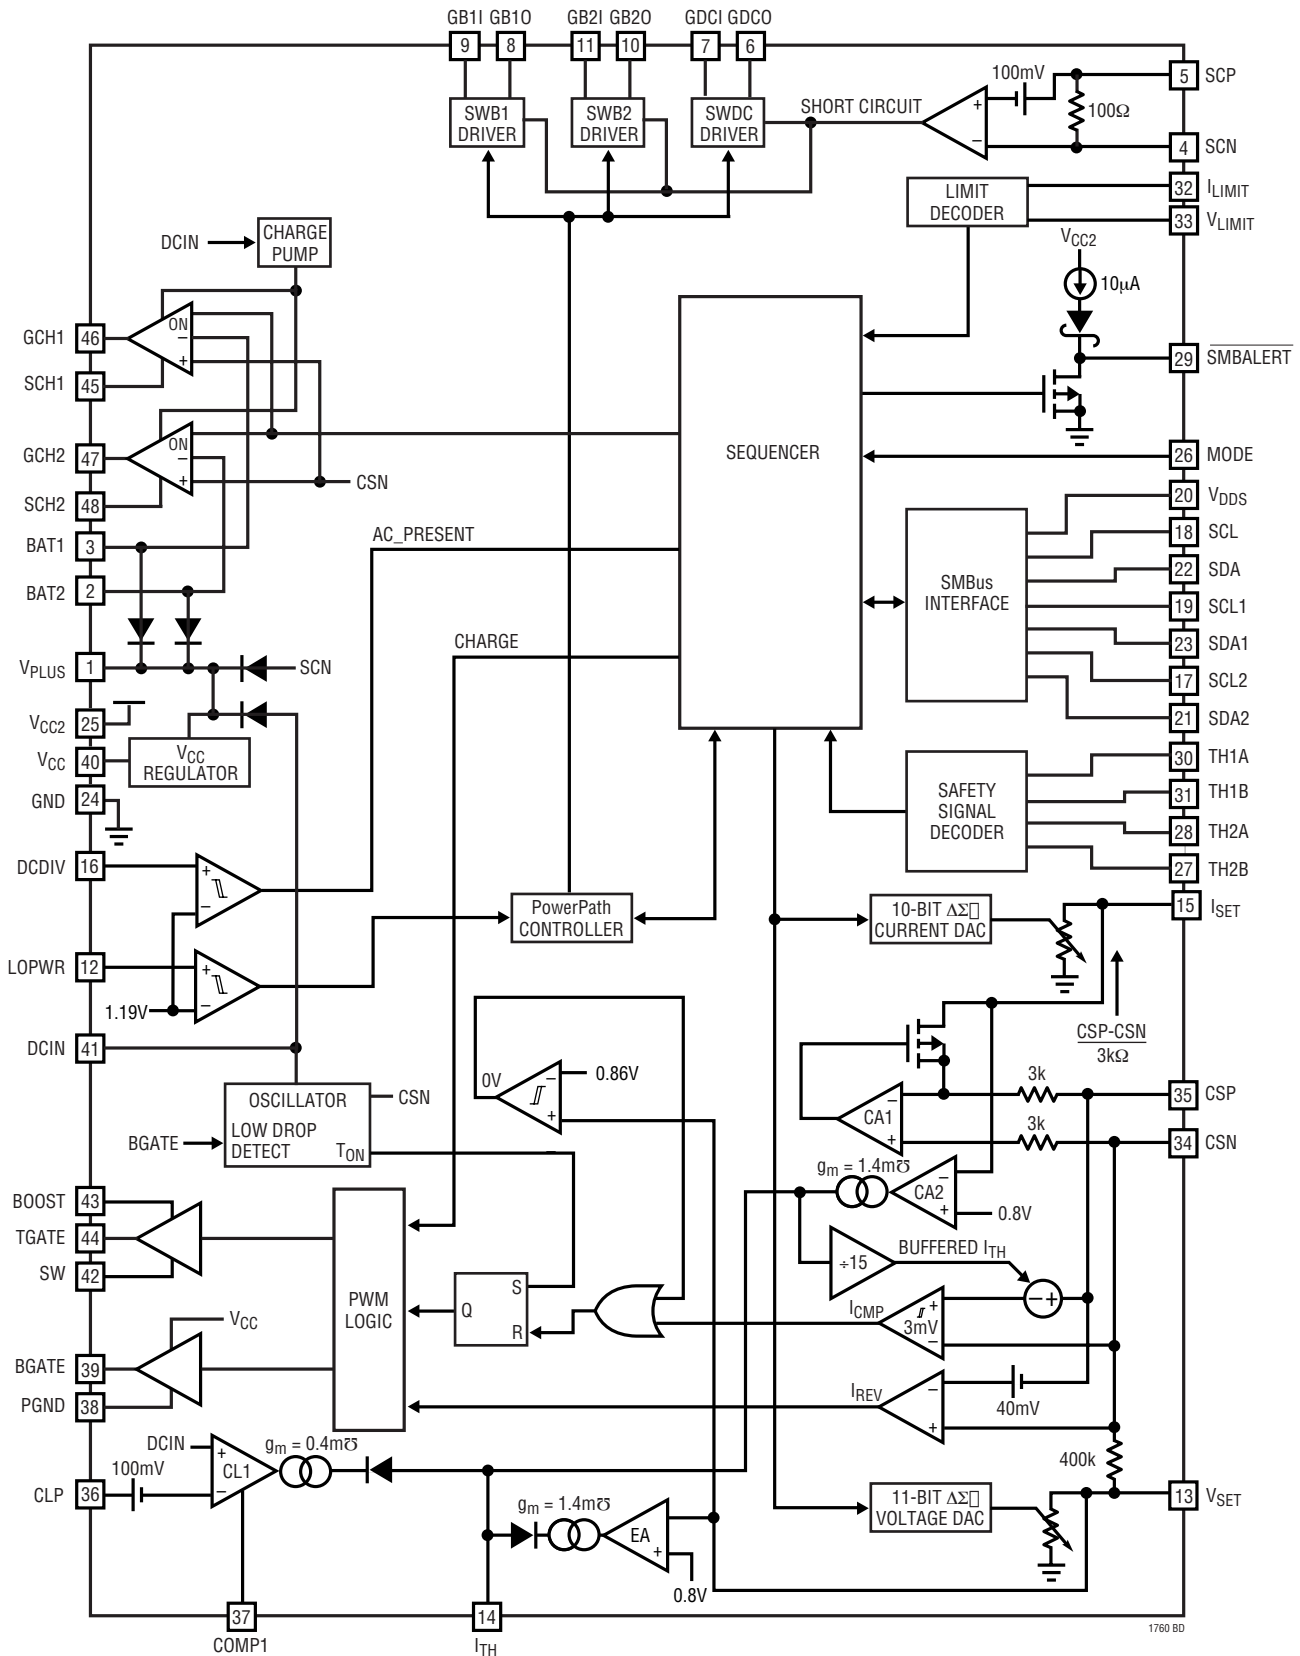 GB1I GB1O GB2I GB2O GDCI GDCO
9 8 11 10 7 6
SWB1
DRIVER
SWB2
DRIVER
SWDC
DRIVER
SHORT CIRCUIT
+
−
100mV
100Ω
5 SCP
4 SCN
LIMIT
DECODER
32 ILIMIT
33 VLIMIT
DCIN
CHARGE
PUMP
VCC2
10μA
GCH1 46
ON
−
+
SCH1 45
29 SMBALERT
GCH2 47
ON
−
+
CSN
SCH2 48
SEQUENCER
26 MODE
BAT1 3
BAT2 2
AC_PRESENT
SMBus
INTERFACE
20 VDDS
18 SCL
22 SDA
19 SCL1
23 SDA1
17 SCL2
21 SDA2
CHARGE
VPLUS 1
SCN
VCC2 25
VCC 40
VCC
REGULATOR
GND 24
SAFETY
SIGNAL
DECODER
30 TH1A
31 TH1B
28 TH2A
27 TH2B
DCDIV 16
+
−
LOPWR 12
+
−
1.19V
PowerPath
CONTROLLER
10-BIT ΔΣ
CURRENT DAC
15 ISET
CSP-CSN
3kΩ
DCIN 41
OSCILLATOR
LOW DROP
DETECT
TON
CSN
BGATE
0V
−
+
0.86V
CA1
−
+
3k
3k
35 CSP
34 CSN
gm = 1.4m℧
CA2
−
+
0.8V
BOOST 43
TGATE 44
SW 42
PWM
LOGIC
S
Q
R
÷15
BUFFERED ITH
−+
ICMP
+
3mV
−
VCC
BGATE 39
PGND 38
IREV
−
+
40mV
DCIN
100mV
CLP 36
+
CL1
−
gm = 0.4m℧
gm = 1.4m℧
EA
+
0.8V
400k
11-BIT ΔΣ
VOLTAGE DAC
13 VSET
37
COMP1
14
ITH
1760 BD